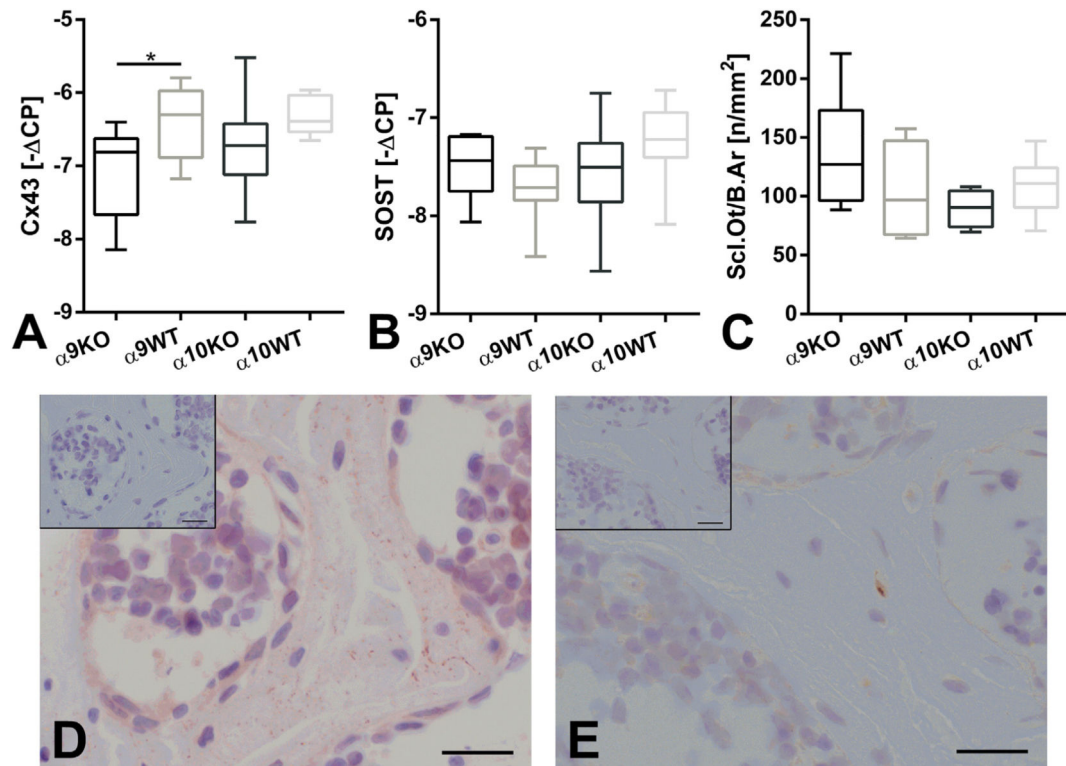 Cx43 [-ΔCP]
-5
-6
-7
-8
-9
*
α9KO
α9WT
α10KO
α10WT
A
SOST [-ΔCP]
-6
-7
-8
-9
α9KO
α9WT
α10KO
α10WT
B
Scl.Ot/B.Ar [n/mm²]
250
200
150
100
50
0
α9KO
α9WT
α10KO
α10WT
C
D
E